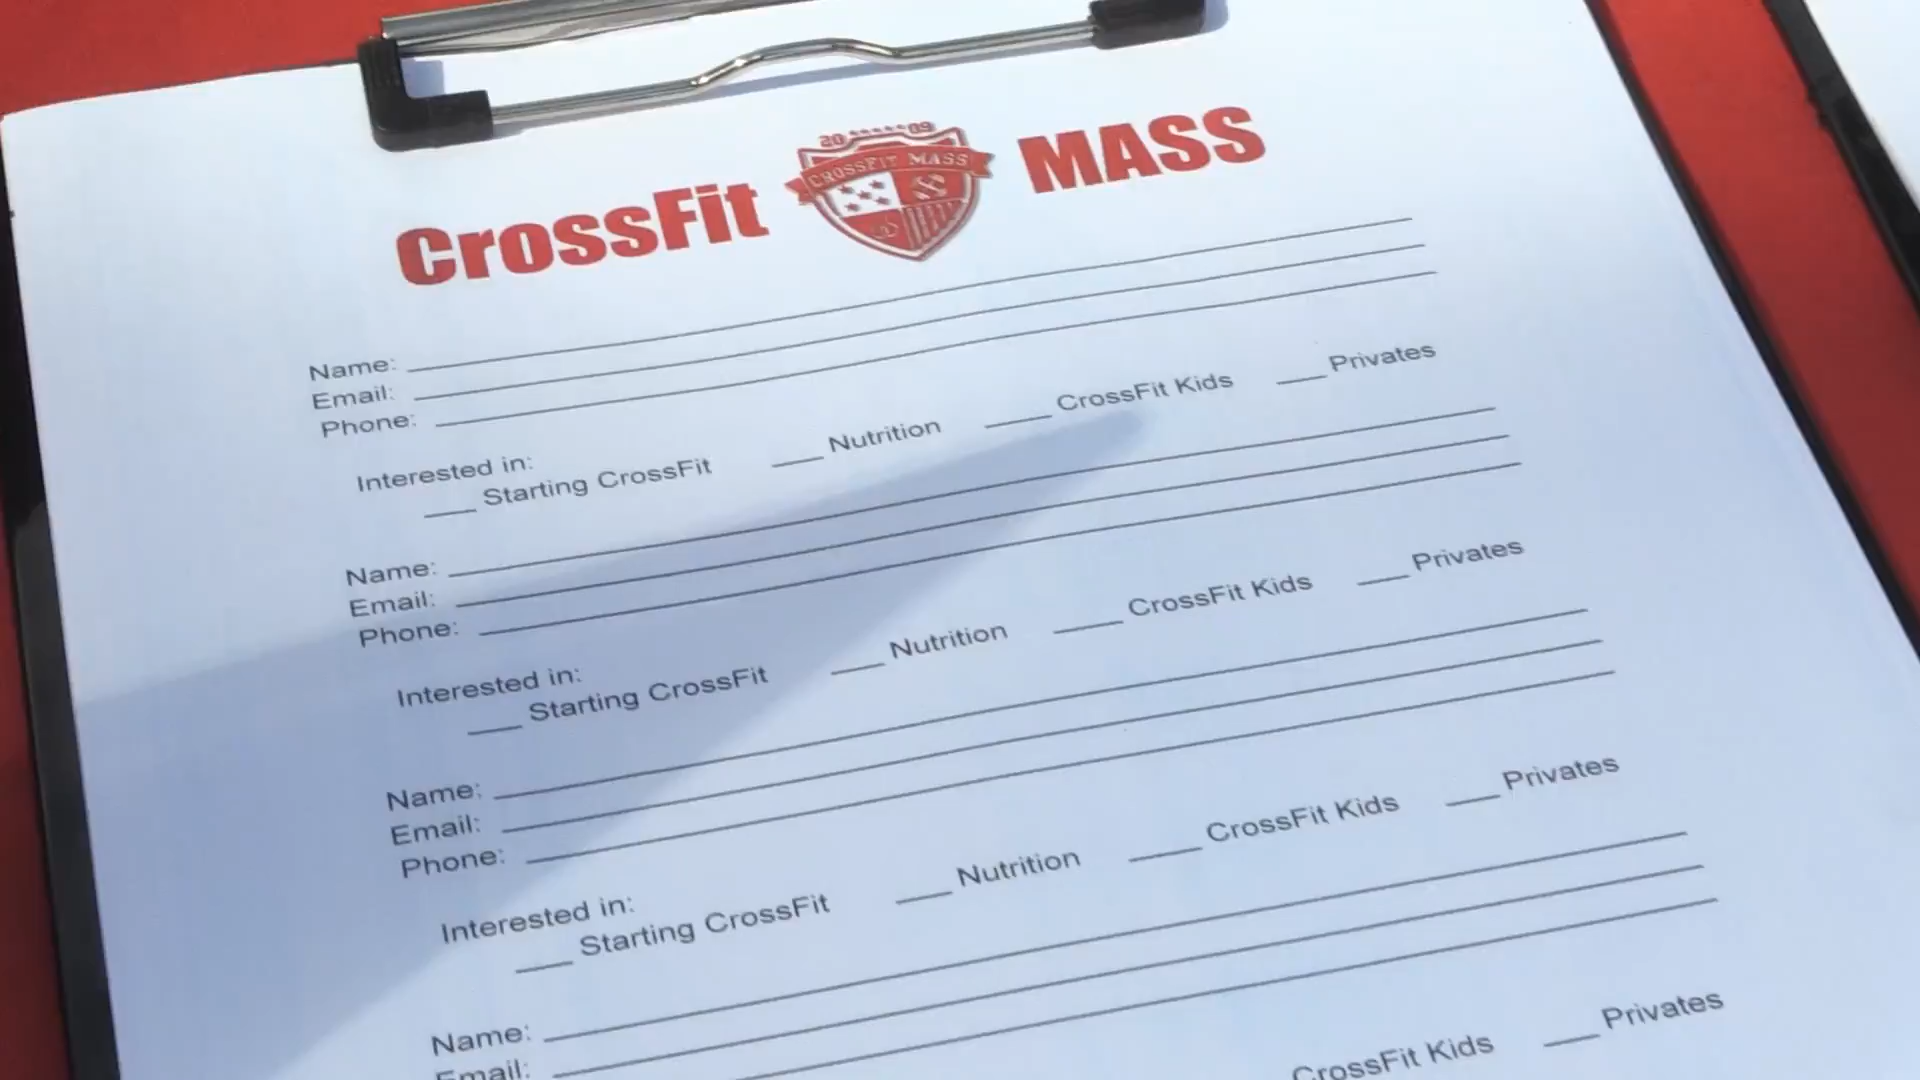 CrossFit MASS
20 09
CROSSFIT MASS
Name:
Email:
Phone:
Interested in:
Starting CrossFit Nutrition CrossFit Kids Privates
Name:
Email:
Phone:
Interested in:
Starting CrossFit Nutrition CrossFit Kids Privates
Name:
Email:
Phone:
Interested in:
Starting CrossFit Nutrition CrossFit Kids Privates
Name:
Email:
CrossFit Kids Privates